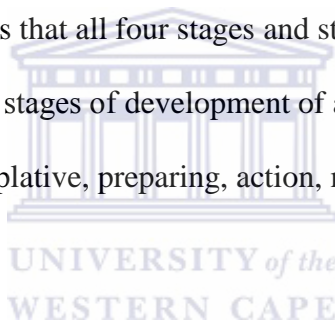 s that all four stages and st
stages of development of a
plative, preparing, action, r
UNIVERSITY of the
WESTERN CAPE